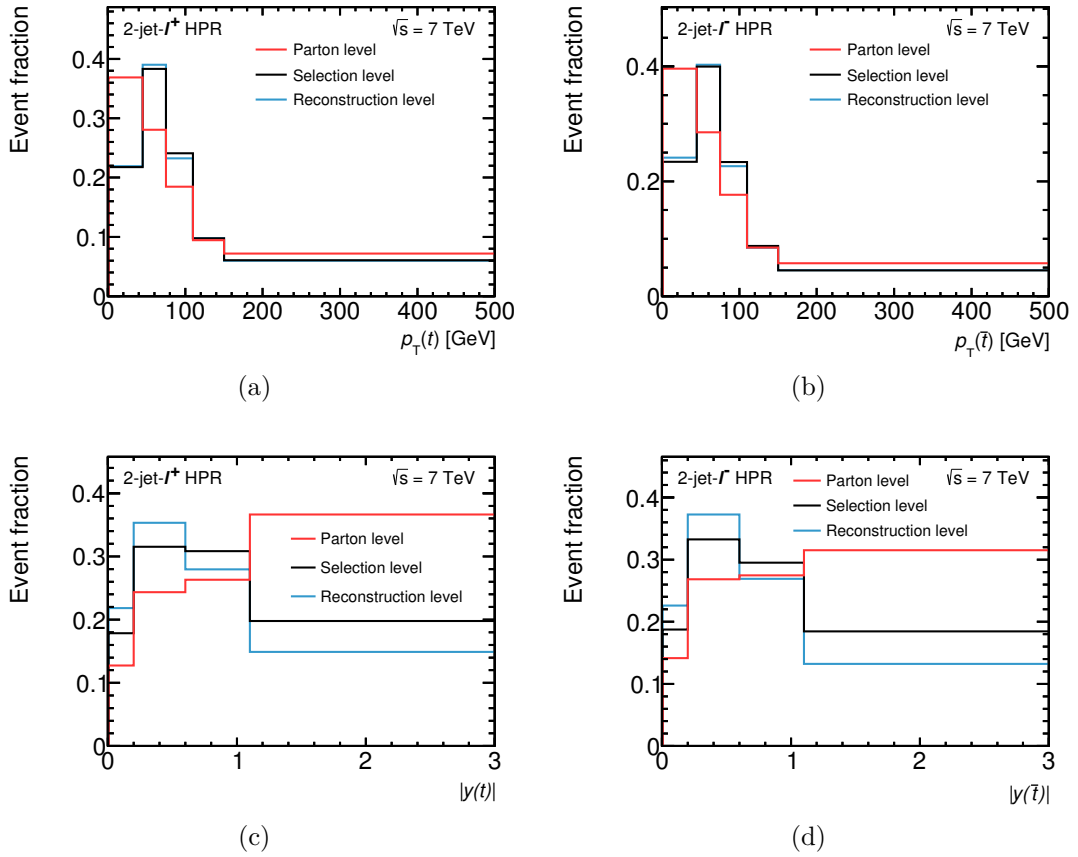 2-jet-l⁺ HPR √s = 7 TeV
Parton level
Selection level
Reconstruction level
Event fraction
0.4
0.3
0.2
0.1
0
0 100 200 300 400 500
p_T(t) [GeV]
(a)
2-jet-l⁻ HPR √s = 7 TeV
Parton level
Selection level
Reconstruction level
Event fraction
0.4
0.2
0
0 100 200 300 400 500
p_T(t̄) [GeV]
(b)
2-jet-l⁺ HPR √s = 7 TeV
Parton level
Selection level
Reconstruction level
Event fraction
0.4
0.3
0.2
0.1
0
0 1 2 3
|y(t)|
(c)
2-jet-l⁻ HPR √s = 7 TeV
Parton level
Selection level
Reconstruction level
Event fraction
0.4
0.3
0.2
0.1
0
0 1 2 3
|y(t̄)|
(d)